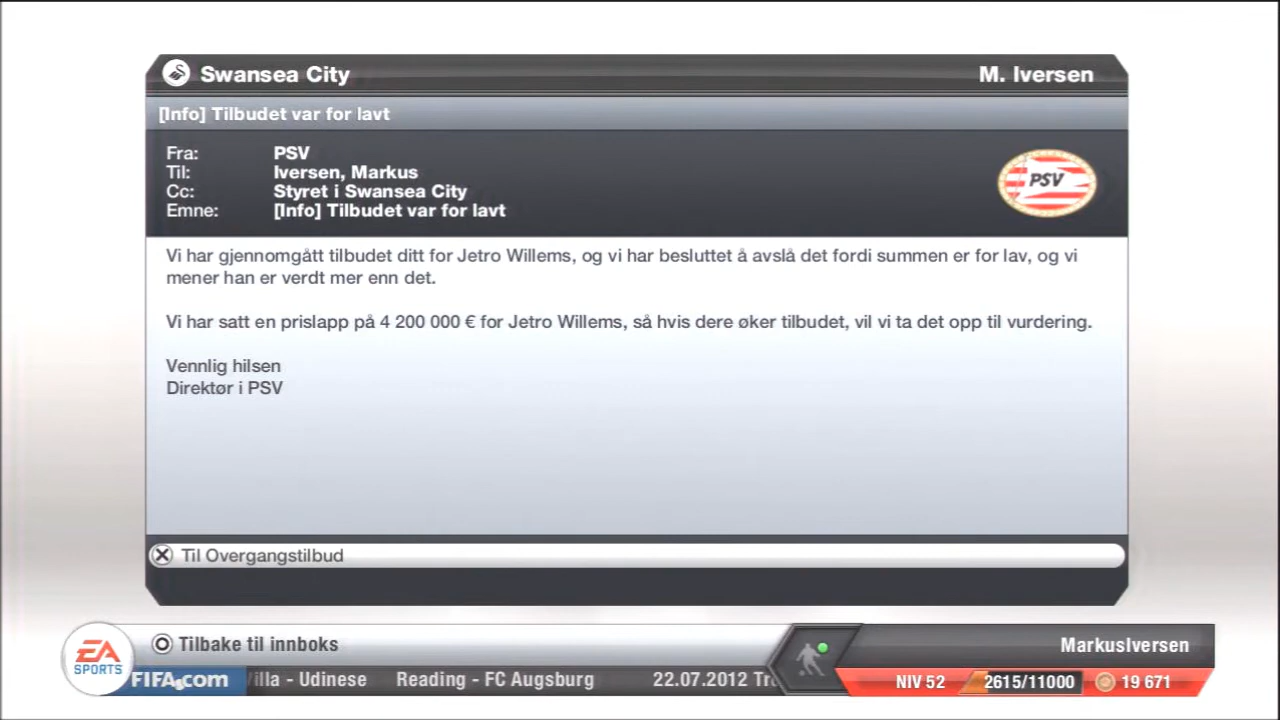 Swansea City
M. Iversen
[Info] Tilbudet var for lavt
Fra: PSV
Til: Iversen, Markus
Cc: Styret i Swansea City
Emne: [Info] Tilbudet var for lavt
PSV
Vi har gjennomgått tilbudet ditt for Jetro Willems, og vi har besluttet å avslå det fordi summen er for lav, og vi
mener han er verdt mer enn det.
Vi har satt en prislapp på 4 200 000 € for Jetro Willems, så hvis dere øker tilbudet, vil vi ta det opp til vurdering.
Vennlig hilsen
Direktør i PSV
Til Overgangstilbud
Tilbake til innboks
MarkusIversen
EA
SPORTS
FIFA.com
- Udinese Reading - FC Augsburg 22.07.2012
NIV 52 2615/11000 19 671